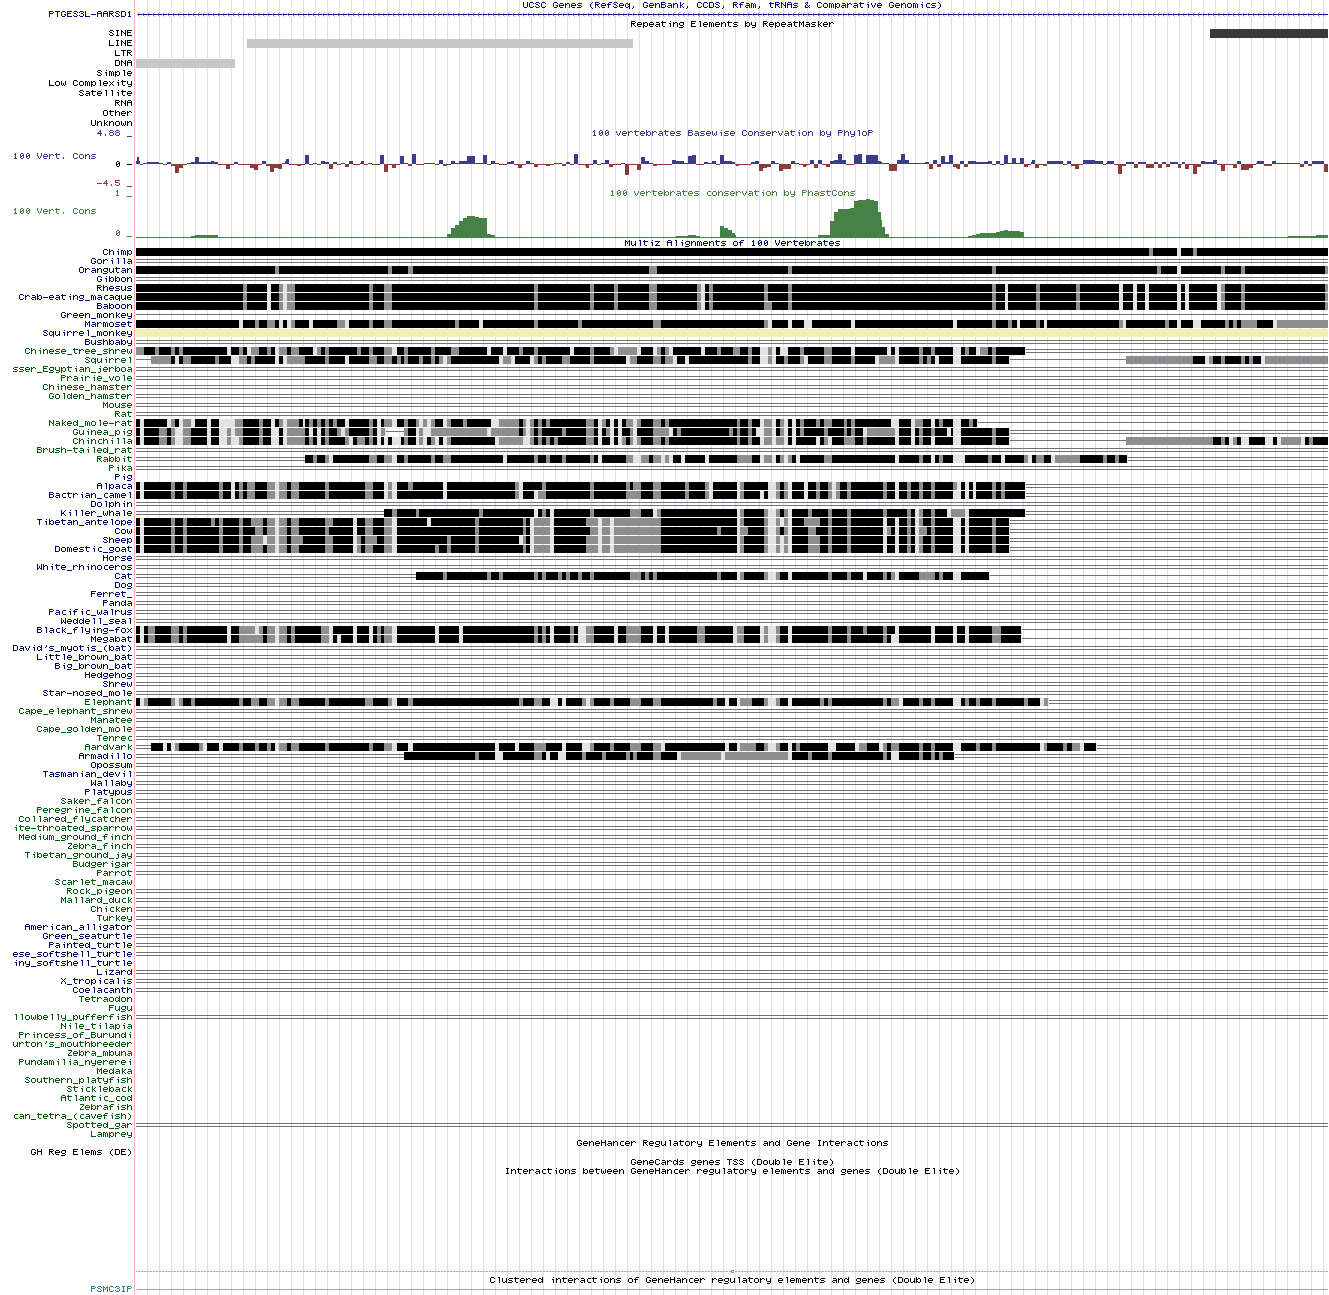 UCSC Genes (RefSeq, GenBank, CCDS, Rfam, tRNAs & Comparative Genomics)
PTGES3L-AARSD1
Repeating Elements by RepeatMasker
SINE
LINE
LTR
DNA
Simple
Low Complexity
Satellite
RNA
Other
Unknown
4.88 _
100 vertebrates Basewise Conservation by PhyloP
100 Vert. Cons
0 -
-4.5 _
1 _
100 vertebrates conservation by PhastCons
100 Vert. Cons
0 _
Multiz Alignments of 100 Vertebrates
Chimp
Gorilla
Orangutan
Gibbon
Rhesus
Crab-eating_macaque
Baboon
Green_monkey
Marmoset
Squirrel_monkey
Bushbaby
Chinese_tree_shrew
Squirrel
sser_Egyptian_jerboa
Prairie_vole
Chinese_hamster
Golden_hamster
Mouse
Rat
Naked_mole-rat
Guinea_pig
Chinchilla
Brush-tailed_rat
Rabbit
Pika
Pig
Alpaca
Bactrian_camel
Dolphin
Killer_whale
Tibetan_antelope
Cow
Sheep
Domestic_goat
Horse
White_rhinoceros
Cat
Dog
Ferret_
Panda
Pacific_walrus
Weddell_seal
Black_flying-fox
Megabat
David's_myotis_(bat)
Little_brown_bat
Big_brown_bat
Hedgehog
Shrew
Star-nosed_mole
Elephant
Cape_elephant_shrew
Manatee
Cape_golden_mole
Tenrec
Aardvark
Armadillo
Opossum
Tasmanian_devil
Wallaby
Platypus
Saker_falcon
Peregrine_falcon
Collared_flycatcher
ite-throated_sparrow
Medium_ground_finch
Zebra_finch
Tibetan_ground_jay
Budgerigar
Parrot
Scarlet_macaw
Rock_pigeon
Mallard_duck
Chicken
Turkey
American_alligator
Green_seaturtle
Painted_turtle
ese_softshell_turtle
iny_softshell_turtle
Lizard
X_tropicalis
Coelacanth
Tetraodon
Fugu
llowbelly_pufferfish
Nile_tilapia
Princess_of_Burundi
urton's_mouthbreeder
Zebra_mbuna
Pundamilia_nyererei
Medaka
Southern_platyfish
Stickleback
Atlantic_cod
Zebrafish
can_tetra_(cavefish)
Spotted_gar
Lamprey
GeneHancer Regulatory Elements and Gene Interactions
GH Reg Elems (DE)
GeneCards genes TSS (Double Elite)
Interactions between GeneHancer regulatory elements and genes (Double Elite)
Clustered interactions of GeneHancer regulatory elements and genes (Double Elite)
PSMC3IP